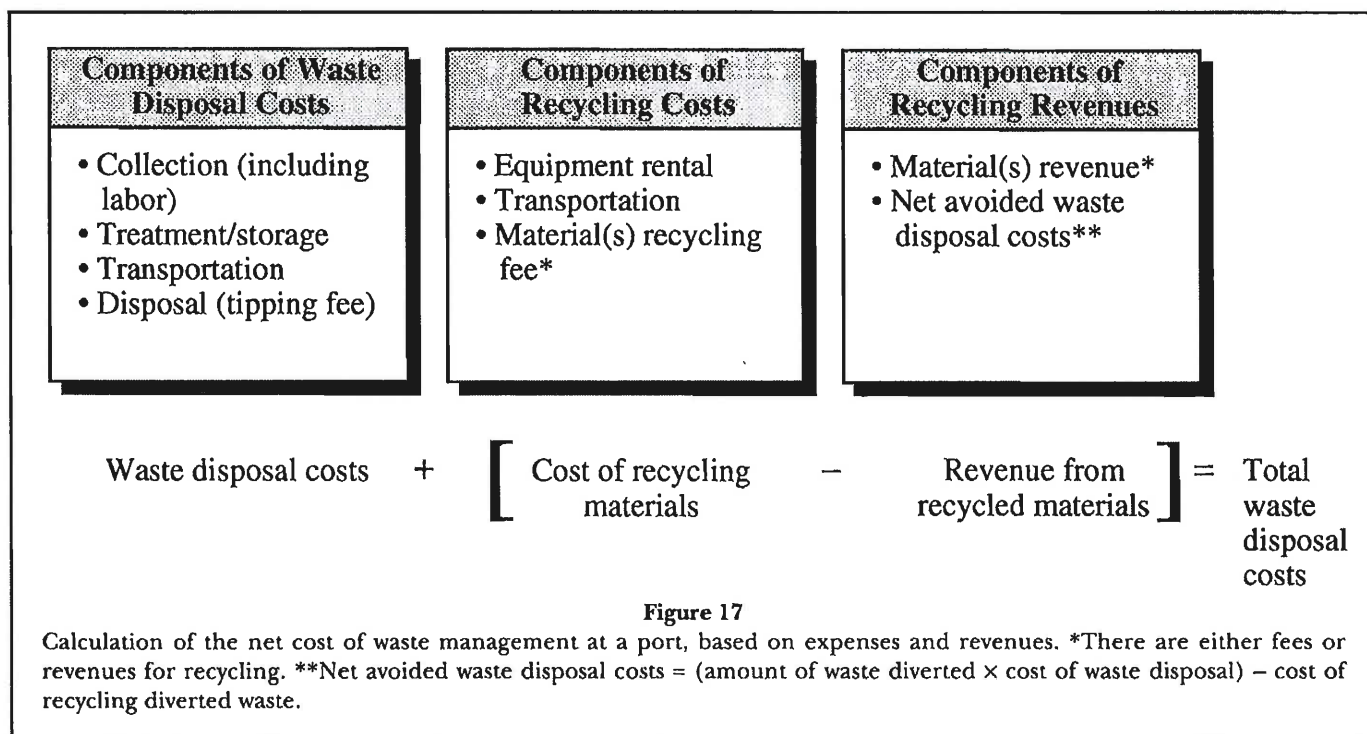 Components of Waste
Disposal Costs
• Collection (including
labor)
• Treatment/storage
• Transportation
• Disposal (tipping fee)
Components of
Recycling Costs
• Equipment rental
• Transportation
• Material(s) recycling
fee*
Components of
Recycling Revenues
• Material(s) revenue*
• Net avoided waste
disposal costs**
Waste disposal costs + [ Cost of recycling − Revenue from ] = Total
materials recycled materials waste
disposal
costs
Figure 17
Calculation of the net cost of waste management at a port, based on expenses and revenues. *There are either fees or
revenues for recycling. **Net avoided waste disposal costs = (amount of waste diverted × cost of waste disposal) − cost of
recycling diverted waste.